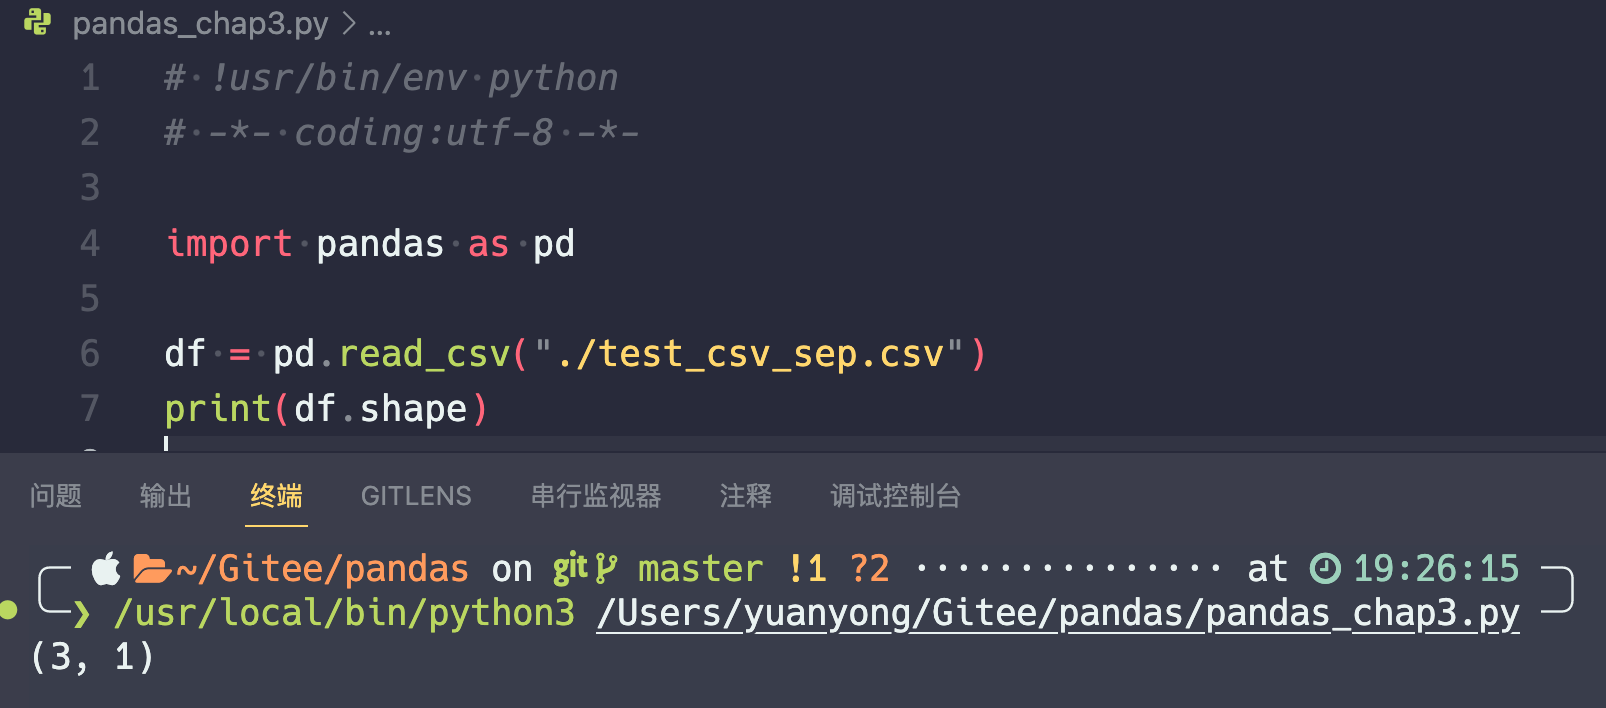 pandas_chap3.py > ...
1 # !usr/bin/env python
2 # -*- coding:utf-8 -*-
3
4 import pandas as pd
5
6 df = pd.read_csv("./test_csv_sep.csv")
7 print(df.shape)
问题 输出 终端 GITLENS 串行监视器 注释 调试控制台
~/Gitee/pandas on git master !1 ?2 ··············· at 19:26:15
❯ /usr/local/bin/python3 /Users/yuanyong/Gitee/pandas/pandas_chap3.py
(3, 1)